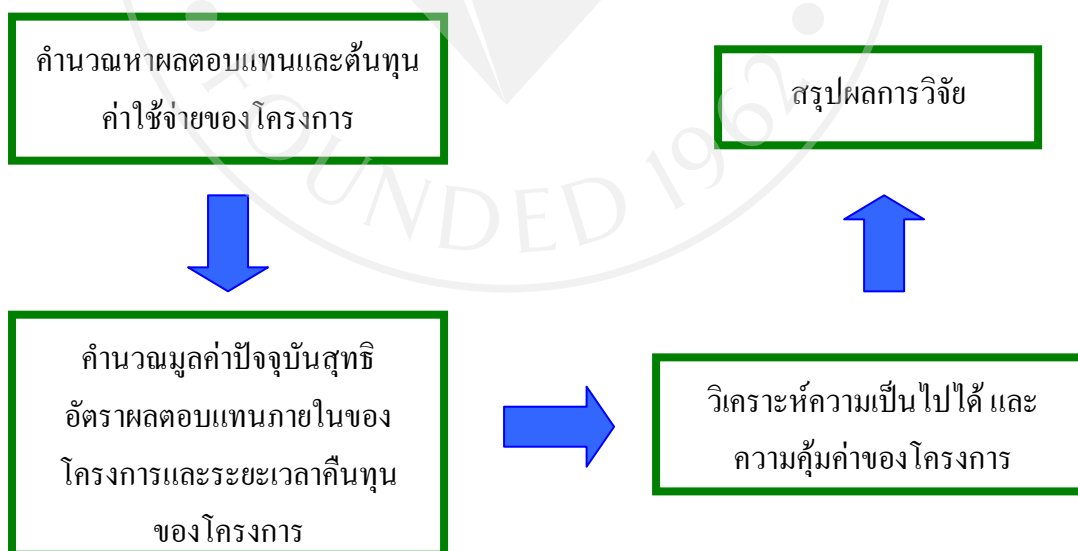 คำนวณหาผลตอบแทนและต้นทุน
ค่าใช้จ่ายของโครงการ
คำนวณมูลค่าปัจจุบันสุทธิ
อัตราผลตอบแทนภายในของ
โครงการและระยะเวลาคืนทุน
ของโครงการ
วิเคราะห์ความเป็นไปได้ และ
ความคุ้มค่าของโครงการ
สรุปผลการวิจัย
FOUNDED 1962